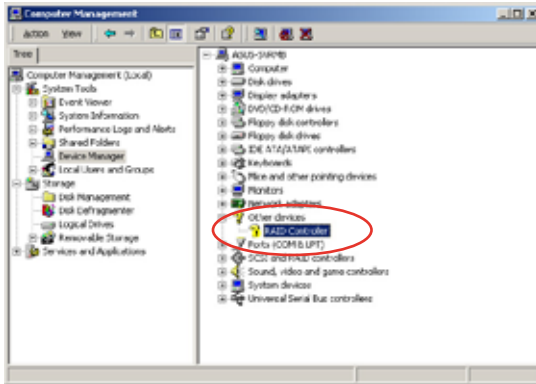 Computer Management
Action View
Tree
Computer Management (Local)
System Tools
Event Viewer
System Information
Performance Logs and Alerts
Shared Folders
Device Manager
Local Users and Groups
Storage
Disk Management
Disk Defragmenter
Logical Drives
Removable Storage
Services and Applications
Computer
Disk drives
Display adapters
DVD/CD-ROM drives
Floppy disk controllers
Floppy disk drives
IDE ATA/ATAPI controllers
Keyboards
Mice and other pointing devices
Monitors
Network adapters
Other devices
RAID Controller
Ports (COM & LPT)
SCSI and RAID controllers
Sound, video and game controllers
System devices
Universal Serial Bus controllers